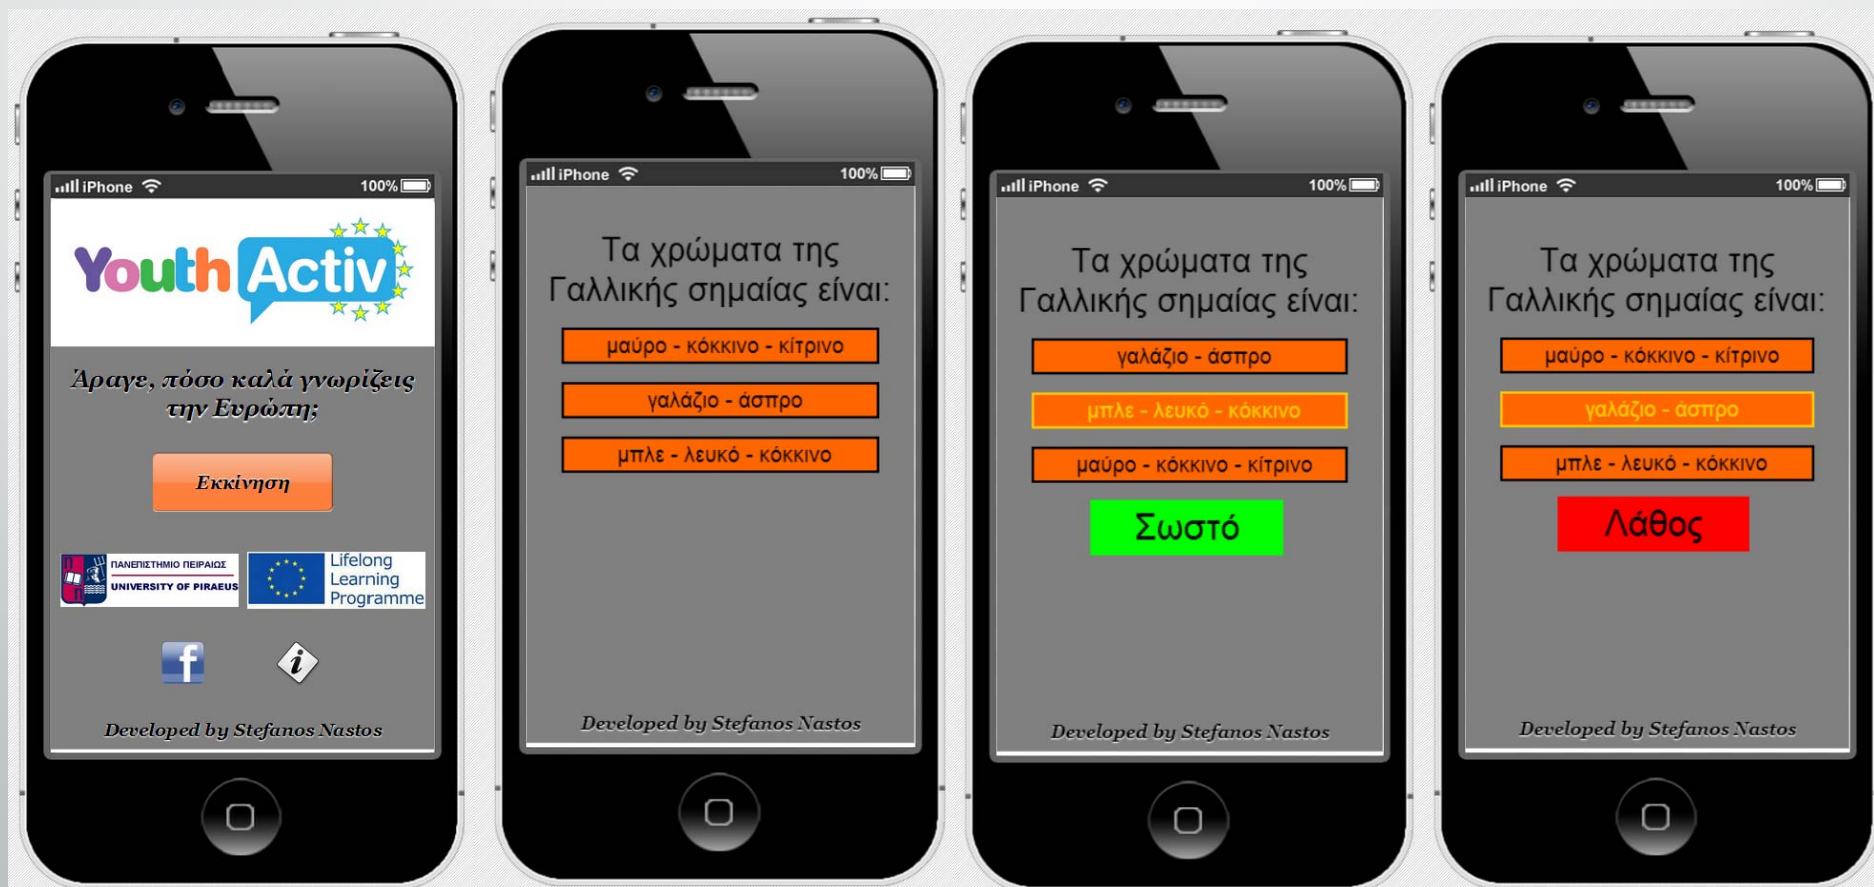 iPhone 100%
Youth Activ
Άραγε, πόσο καλά γνωρίζεις
την Ευρώπη;
Εκκίνηση
ΠΑΝΕΠΙΣΤΗΜΙΟ ΠΕΙΡΑΙΩΣ
UNIVERSITY OF PIRAEUS
Lifelong
Learning
Programme
f i
Developed by Stefanos Nastos
iPhone 100%
Τα χρώματα της
Γαλλικής σημαίας είναι:
μαύρο - κόκκινο - κίτρινο
γαλάζιο - άσπρο
μπλε - λευκό - κόκκινο
Developed by Stefanos Nastos
iPhone 100%
Τα χρώματα της
Γαλλικής σημαίας είναι:
γαλάζιο - άσπρο
μπλε - λευκό - κόκκινο
μαύρο - κόκκινο - κίτρινο
Σωστό
Developed by Stefanos Nastos
iPhone 100%
Τα χρώματα της
Γαλλικής σημαίας είναι:
μαύρο - κόκκινο - κίτρινο
γαλάζιο - άσπρο
μπλε - λευκό - κόκκινο
Λάθος
Developed by Stefanos Nastos